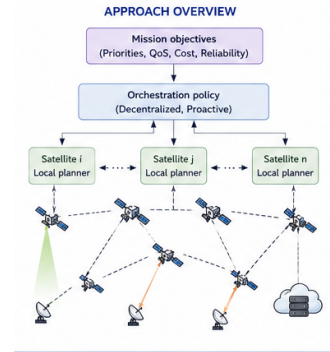 APPROACH OVERVIEW
Mission objectives
(Priorities, QoS, Cost, Reliability)
Orchestration policy
(Decentralized, Proactive)
Satellite i
Local planner
Satellite j
Local planner
Satellite n
Local planner